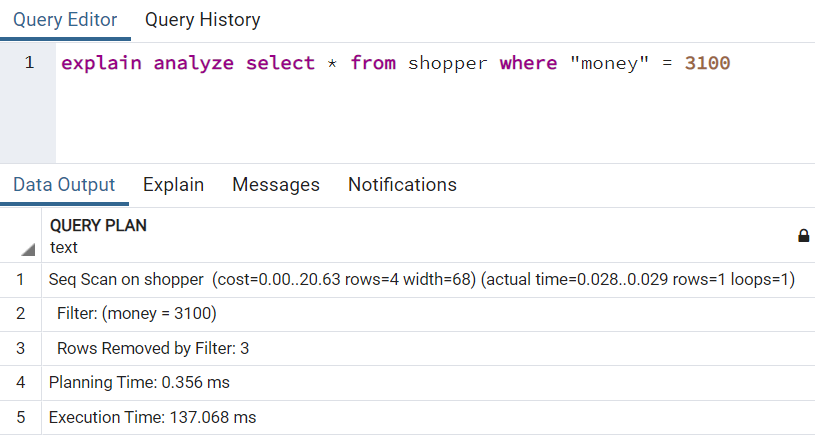 Query Editor Query History
1 explain analyze select * from shopper where "money" = 3100
Data Output Explain Messages Notifications
QUERY PLAN
text
1 Seq Scan on shopper (cost=0.00..20.63 rows=4 width=68) (actual time=0.028..0.029 rows=1 loops=1)
2 Filter: (money = 3100)
3 Rows Removed by Filter: 3
4 Planning Time: 0.356 ms
5 Execution Time: 137.068 ms